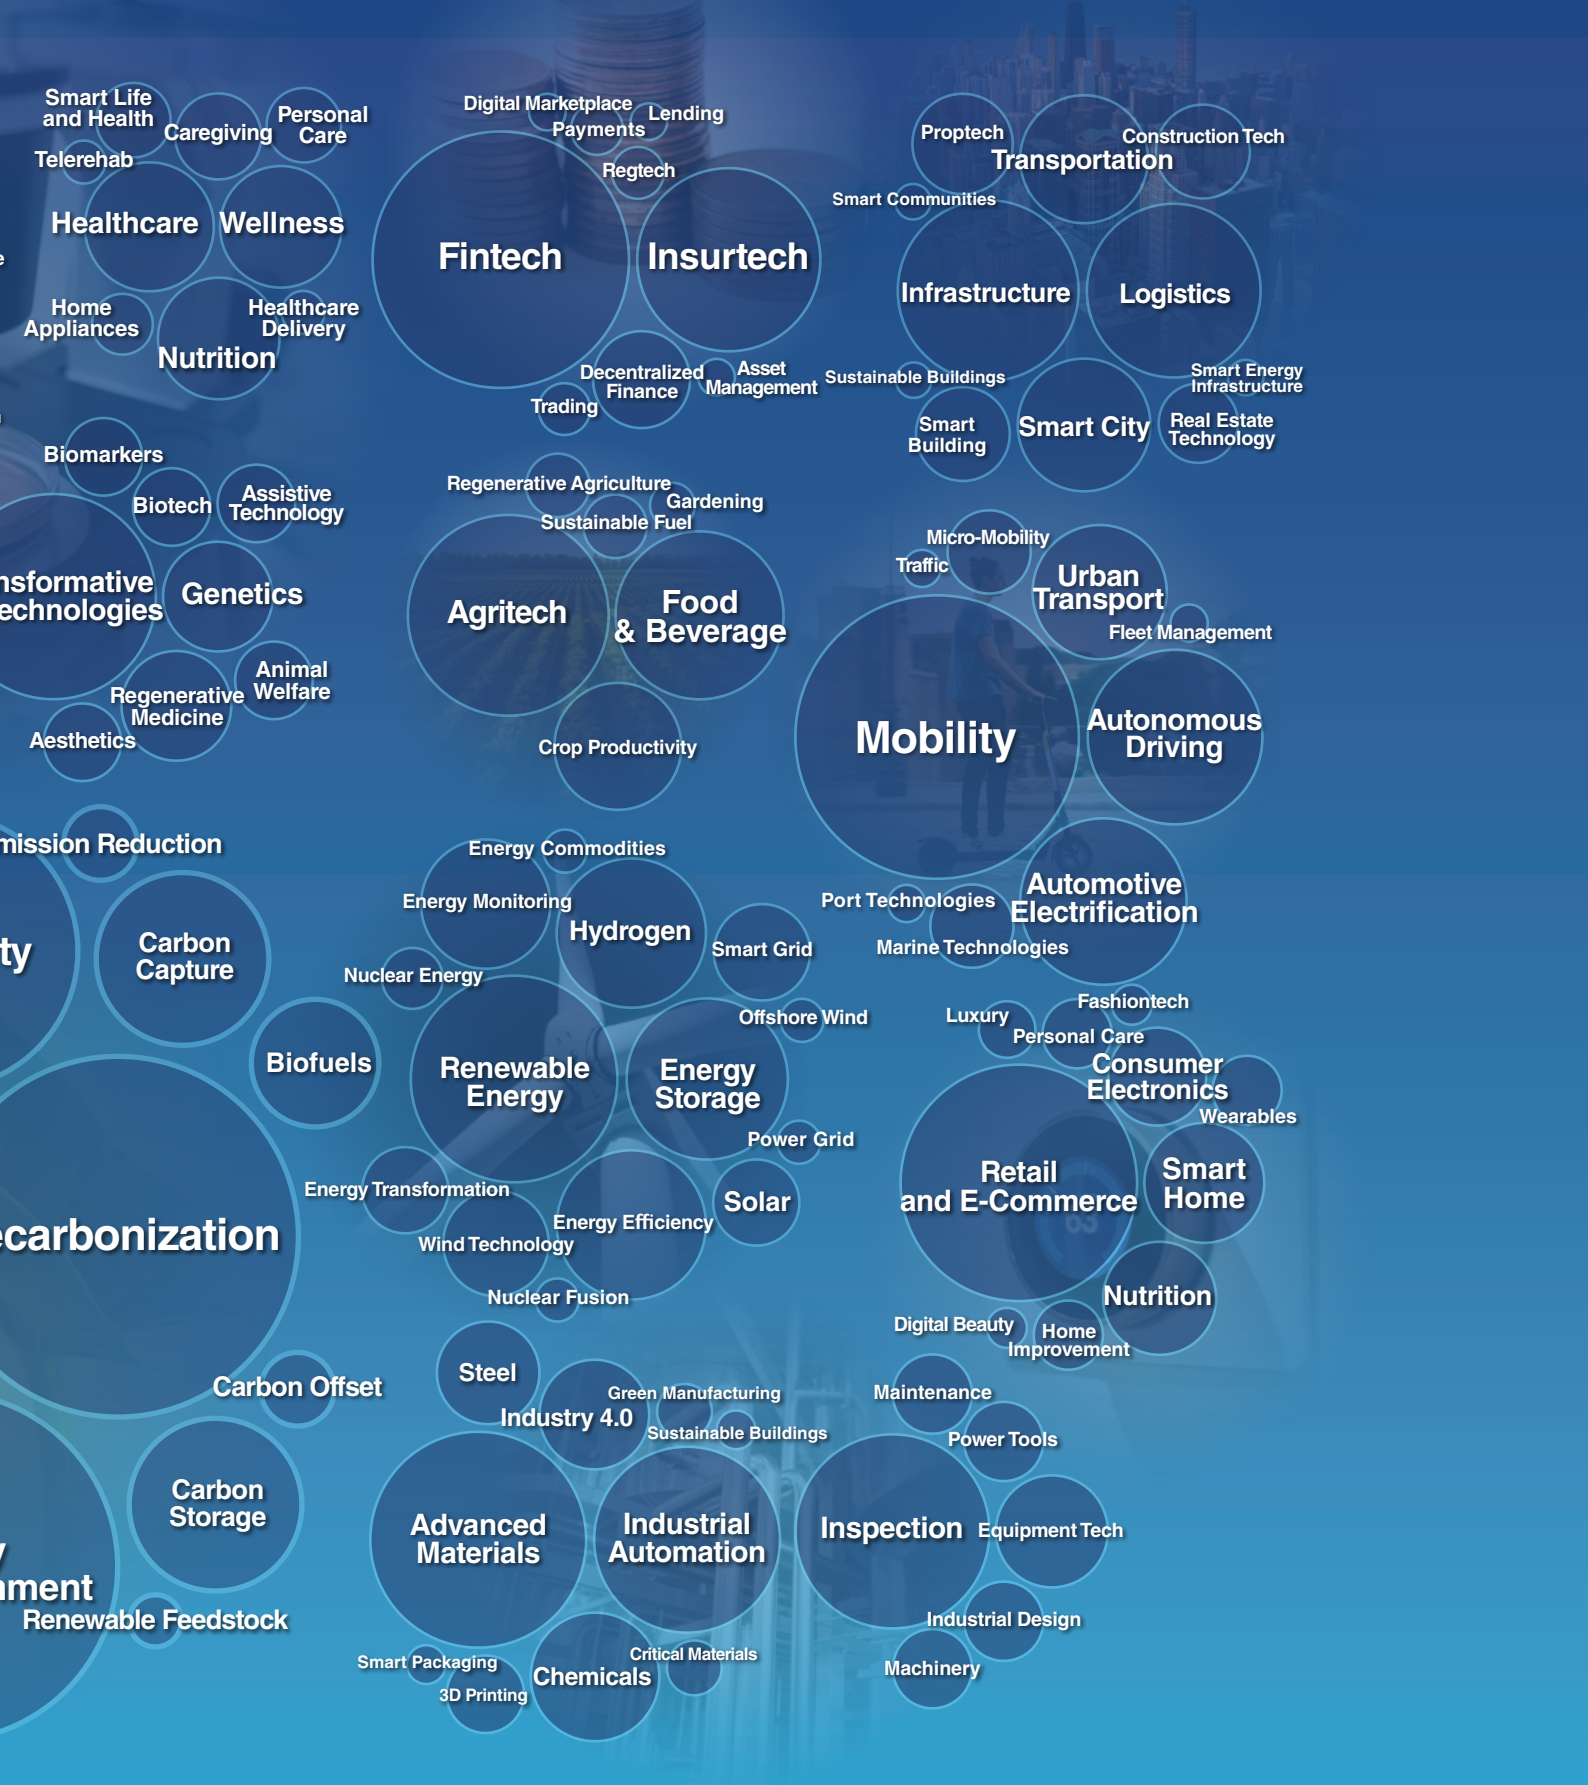 Smart Life
and Health
Caregiving
Personal
Care
Telerehab
Healthcare
Wellness
Home
Appliances
Healthcare
Delivery
Nutrition
Biomarkers
Biotech
Assistive
Technology
nsformative
echnologies
Genetics
Animal
Welfare
Regenerative
Medicine
Aesthetics
Digital Marketplace
Lending
Payments
Regtech
Fintech
Insurtech
Decentralized
Finance
Asset
Management
Trading
Proptech
Construction Tech
Transportation
Smart Communities
Infrastructure
Logistics
Sustainable Buildings
Smart Energy
Infrastructure
Smart
Building
Smart City
Real Estate
Technology
Regenerative Agriculture
Gardening
Sustainable Fuel
Agritech
Food
& Beverage
Crop Productivity
Micro-Mobility
Traffic
Urban
Transport
Fleet Management
Mobility
Autonomous
Driving
Automotive
Electrification
Port Technologies
Marine Technologies
mission Reduction
ty
Carbon
Capture
Biofuels
ecarbonization
Carbon Offset
Carbon
Storage
nment
Renewable Feedstock
Energy Commodities
Energy Monitoring
Hydrogen
Smart Grid
Nuclear Energy
Offshore Wind
Renewable
Energy
Energy
Storage
Power Grid
Energy Transformation
Solar
Energy Efficiency
Wind Technology
Nuclear Fusion
Fashiontech
Luxury
Personal Care
Consumer
Electronics
Wearables
Retail
and E-Commerce
Smart
Home
63
Nutrition
Digital Beauty
Home
Improvement
Steel
Green Manufacturing
Industry 4.0
Sustainable Buildings
Advanced
Materials
Industrial
Automation
Smart Packaging
Critical Materials
Chemicals
3D Printing
Maintenance
Power Tools
Inspection
Equipment Tech
Industrial Design
Machinery